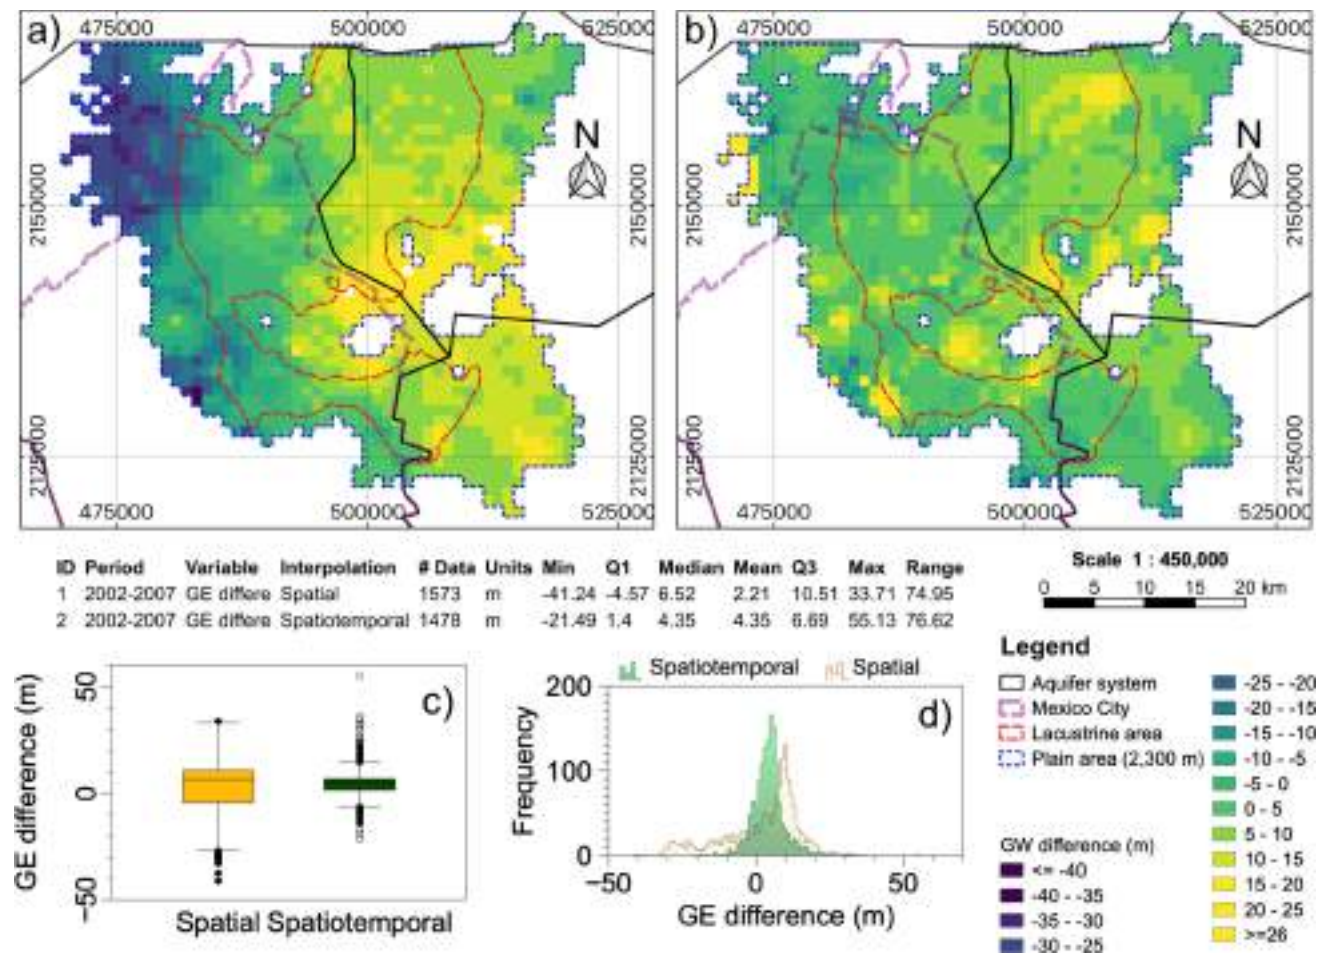 a)
475000
500000
525000
b)
475000
500000
525000
N
N
2150000
2150000
2150000
2150000
2125000
2125000
2125000
2125000
475000
500000
525000
475000
500000
525000
ID Period Variable Interpolation # Data Units Min Q1 Median Mean Q3 Max Range
1 2002-2007 GE differe Spatial 1573 m -41.24 -4.57 6.52 2.21 10.51 33.71 74.95
2 2002-2007 GE differe Spatiotemporal 1478 m -21.49 1.4 4.35 4.35 6.69 55.13 76.62
Scale 1 : 450,000
0 5 10 15 20 km
GE difference (m)
50
0
-50
c)
Spatial Spatiotemporal
Spatiotemporal Spatial
Frequency
200
100
0
d)
-50 0 50
GE difference (m)
Legend
Aquifer system
Mexico City
Lacustrine area
Plain area (2,300 m)
GW difference (m)
<= -40
-40 - -35
-35 - -30
-30 - -25
-25 - -20
-20 - -15
-15 - -10
-10 - -5
-5 - 0
0 - 5
5 - 10
10 - 15
15 - 20
20 - 25
>=26